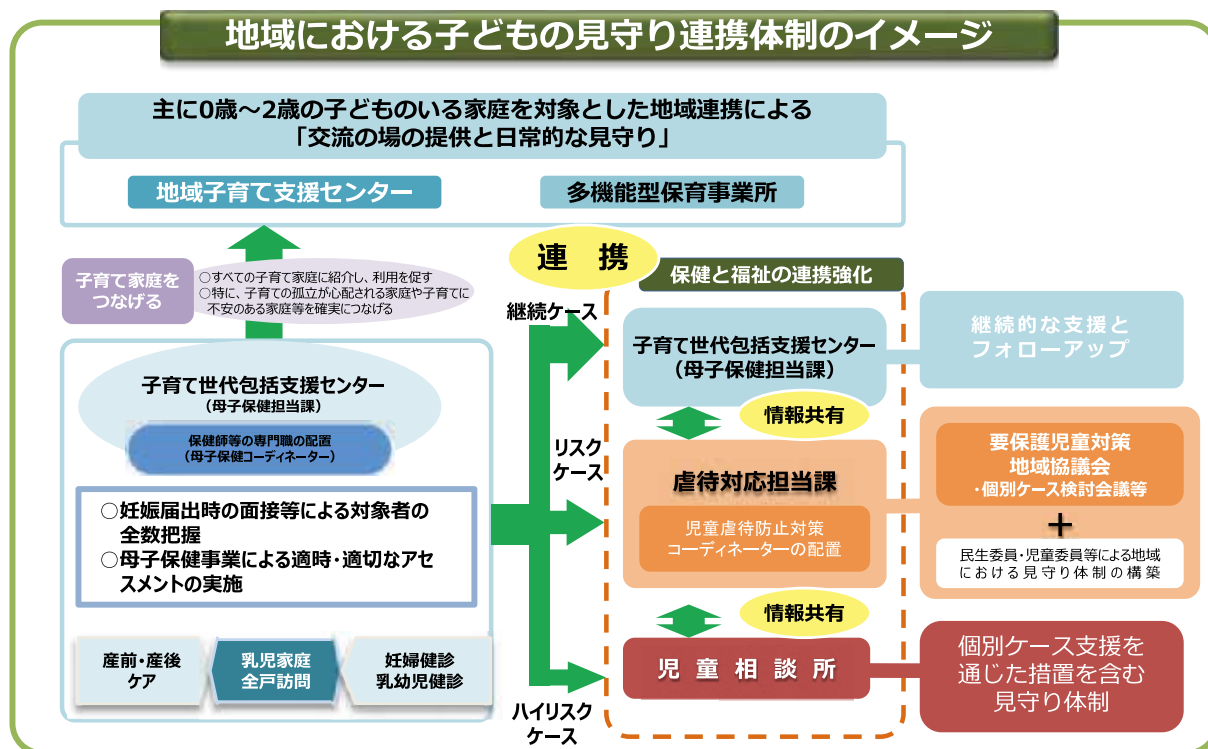 地域における子どもの見守り連携体制のイメージ
主に0歳～2歳の子どものいる家庭を対象とした地域連携による
「交流の場の提供と日常的な見守り」
地域子育て支援センター
多機能型保育事業所
連携
子育て家庭を
つなげる
○すべての子育て家庭に紹介し、利用を促す
○特に、子育ての孤立が心配される家庭や子育てに
不安のある家庭等を確実につなげる
子育て世代包括支援センター
(母子保健担当課)
保健師等の専門職の配置
(母子保健コーディネーター)
○妊娠届出時の面接等による対象者の
全数把握
○母子保健事業による適時・適切なアセ
スメントの実施
産前・産後
ケア
乳児家庭
全戸訪問
妊婦健診
乳幼児健診
継続ケース
リスク
ケース
ハイリスク
ケース
保健と福祉の連携強化
子育て世代包括支援センター
(母子保健担当課)
情報共有
虐待対応担当課
児童虐待防止対策
コーディネーターの配置
情報共有
児童相談所
継続的な支援と
フォローアップ
要保護児童対策
地域協議会
・個別ケース検討会議等
＋
民生委員・児童委員等による地域
における見守り体制の構築
個別ケース支援を
通じた措置を含む
見守り体制